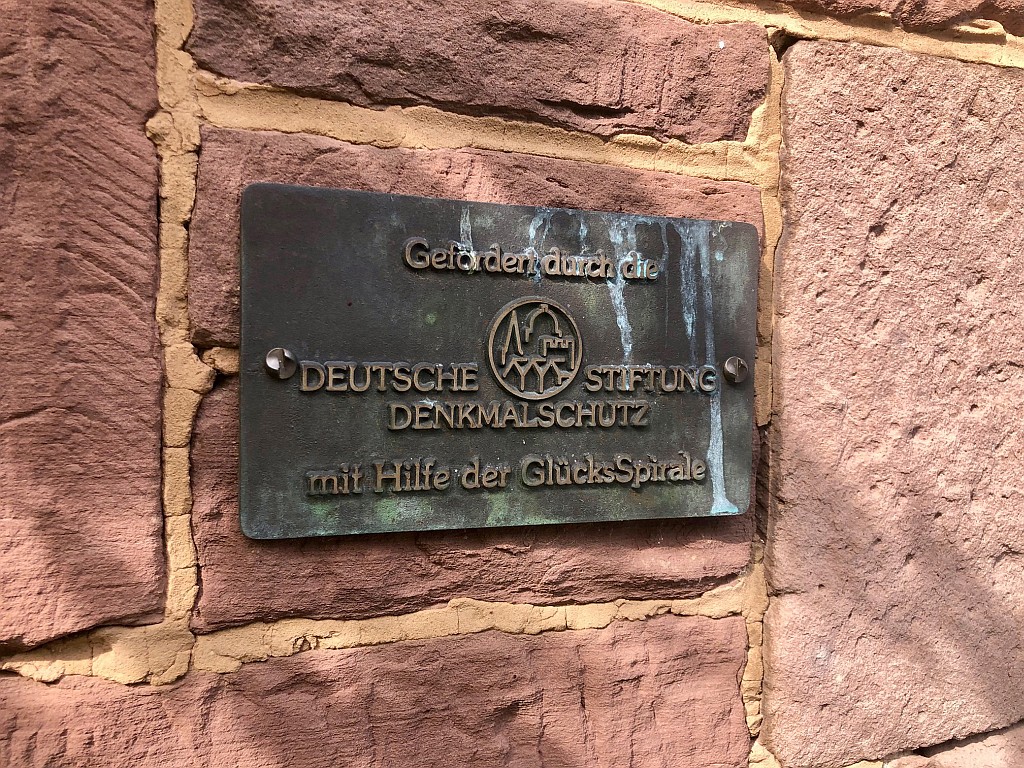 Gefördert durch die
DEUTSCHE STIFTUNG
DENKMALSCHUTZ
mit Hilfe der GlücksSpirale